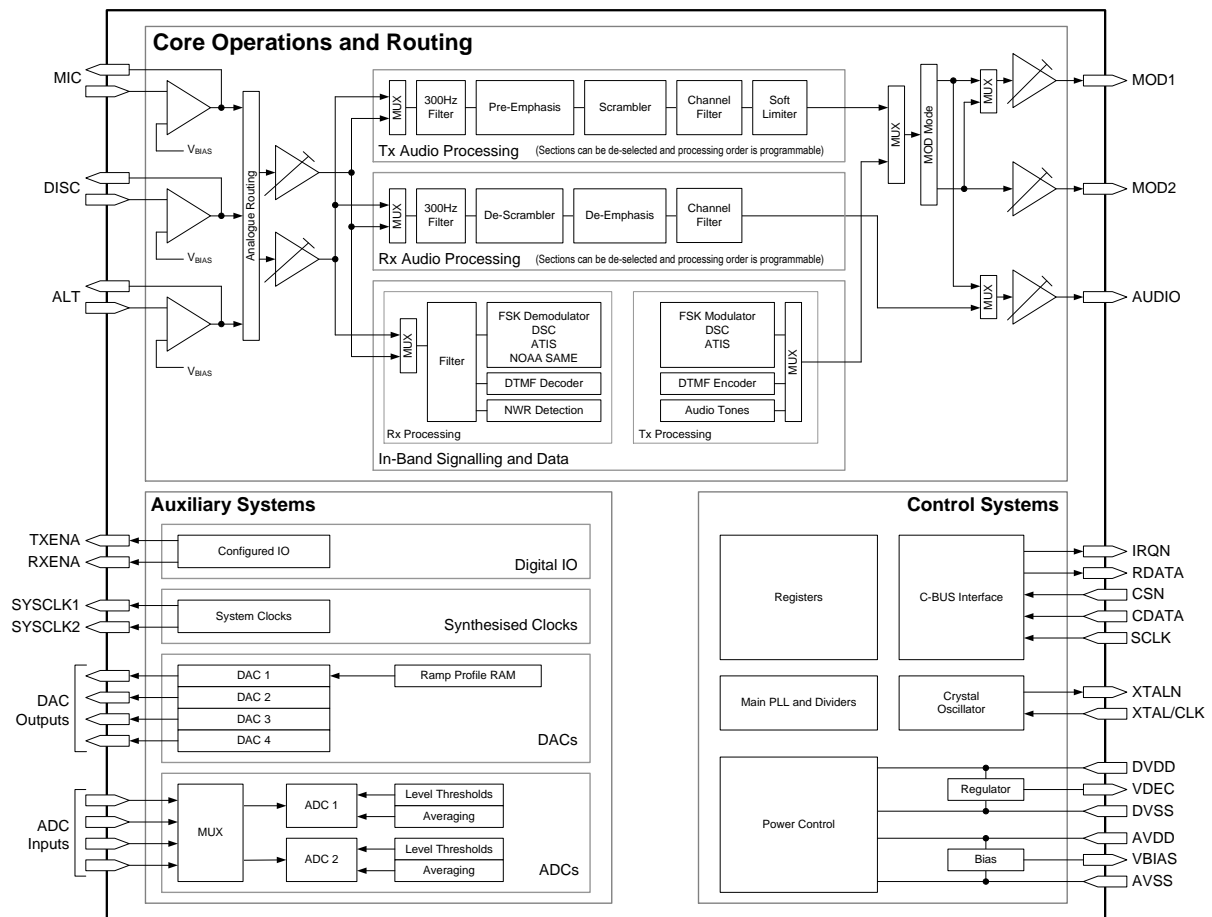 Core Operations and Routing
MIC
DISC
ALT
VBIAS
VBIAS
VBIAS
Analogue Routing
MUX
300Hz
Filter
Pre-Emphasis
Scrambler
Channel
Filter
Soft
Limiter
Tx Audio Processing (Sections can be de-selected and processing order is programmable)
MUX
300Hz
Filter
De-Scrambler
De-Emphasis
Channel
Filter
Rx Audio Processing (Sections can be de-selected and processing order is programmable)
MUX
Filter
FSK Demodulator
DSC
ATIS
NOAA SAME
DTMF Decoder
NWR Detection
Rx Processing
FSK Modulator
DSC
ATIS
DTMF Encoder
Audio Tones
MUX
Tx Processing
In-Band Signalling and Data
MUX
MOD Mode
MUX
MUX
MOD1
MOD2
AUDIO
Auxiliary Systems
TXENA
RXENA
Configured IO
Digital IO
SYSCLK1
SYSCLK2
System Clocks
Synthesised Clocks
DAC
Outputs
DAC 1
DAC 2
DAC 3
DAC 4
Ramp Profile RAM
DACs
ADC
Inputs
MUX
ADC 1
Level Thresholds
Averaging
ADC 2
Level Thresholds
Averaging
ADCs
Control Systems
Registers
C-BUS Interface
IRQN
RDATA
CSN
CDATA
SCLK
Main PLL and Dividers
Crystal
Oscillator
XTALN
XTAL/CLK
Power Control
Regulator
Bias
DVDD
VDEC
DVSS
AVDD
VBIAS
AVSS